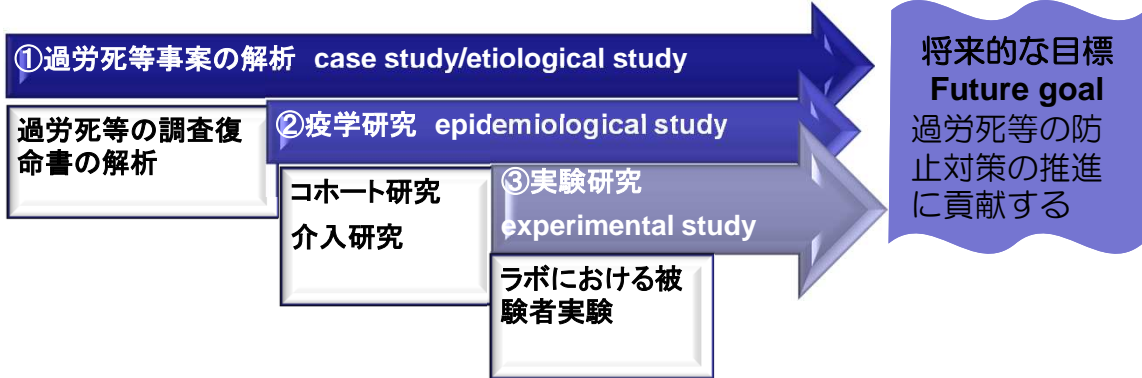 ①過労死等事案の解析 case study/etiological study
過労死等の調査復
命書の解析
②疫学研究 epidemiological study
コホート研究
介入研究
③実験研究
experimental study
ラボにおける被
験者実験
将来的な目標
Future goal
過労死等の防
止対策の推進
に貢献する